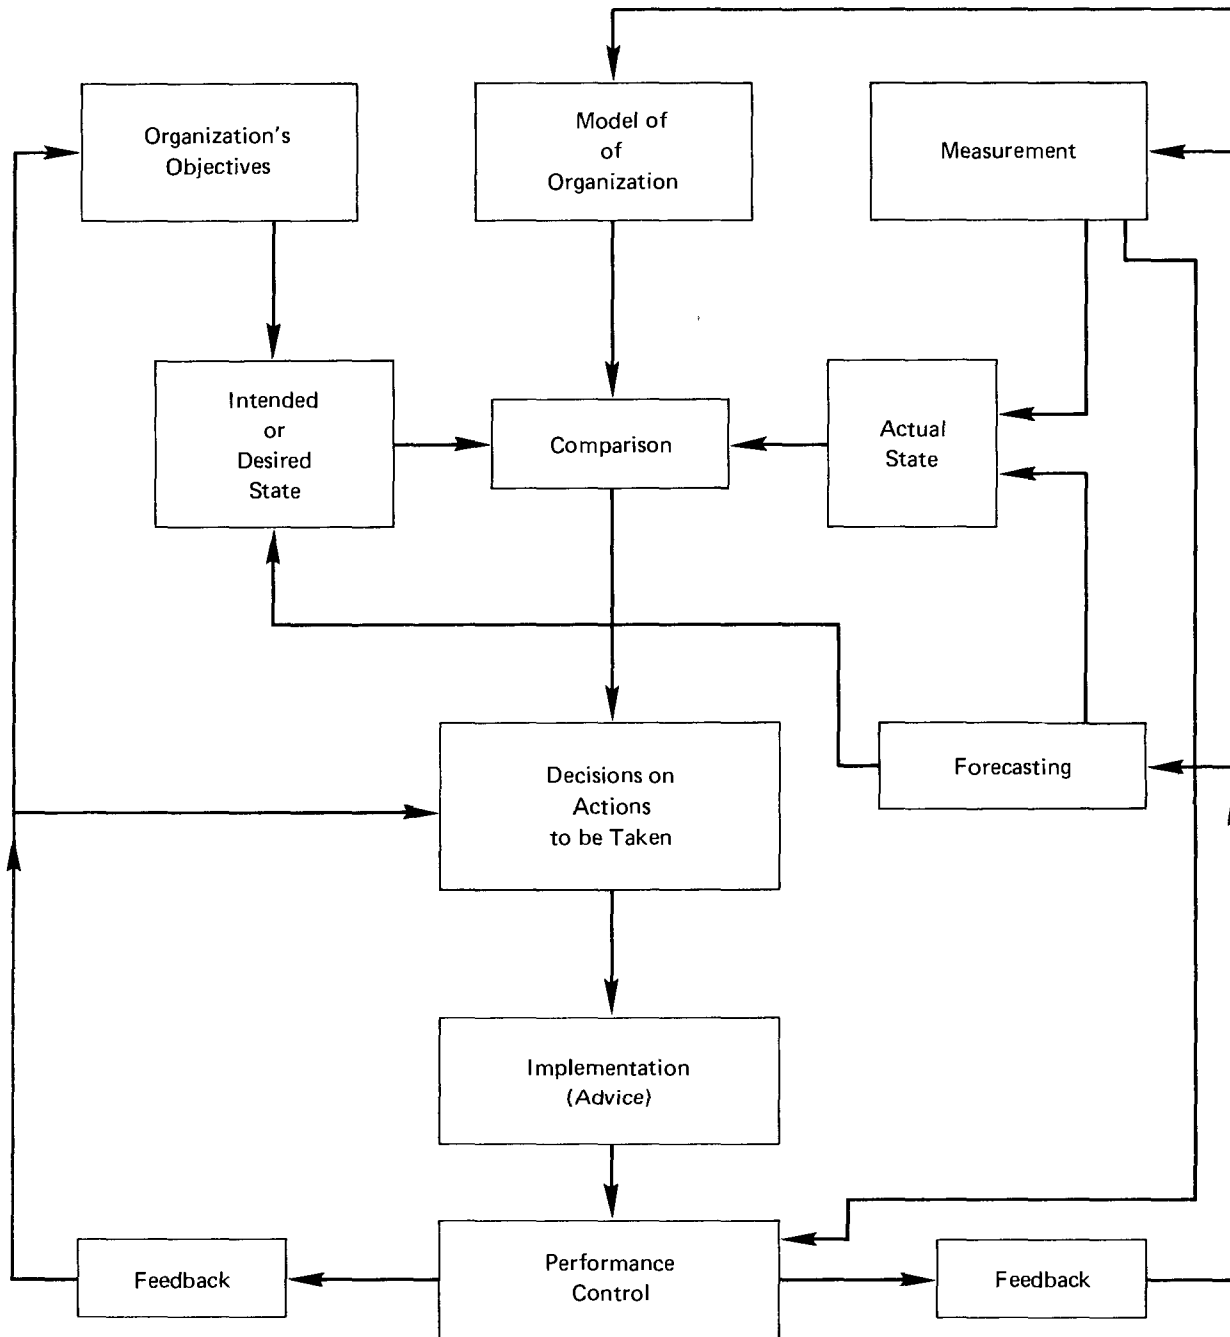 Organization's
Objectives
Model of
of
Organization
Measurement
Intended
or
Desired
State
Comparison
Actual
State
Decisions on
Actions
to be Taken
Forecasting
Implementation
(Advice)
Feedback
Performance
Control
Feedback